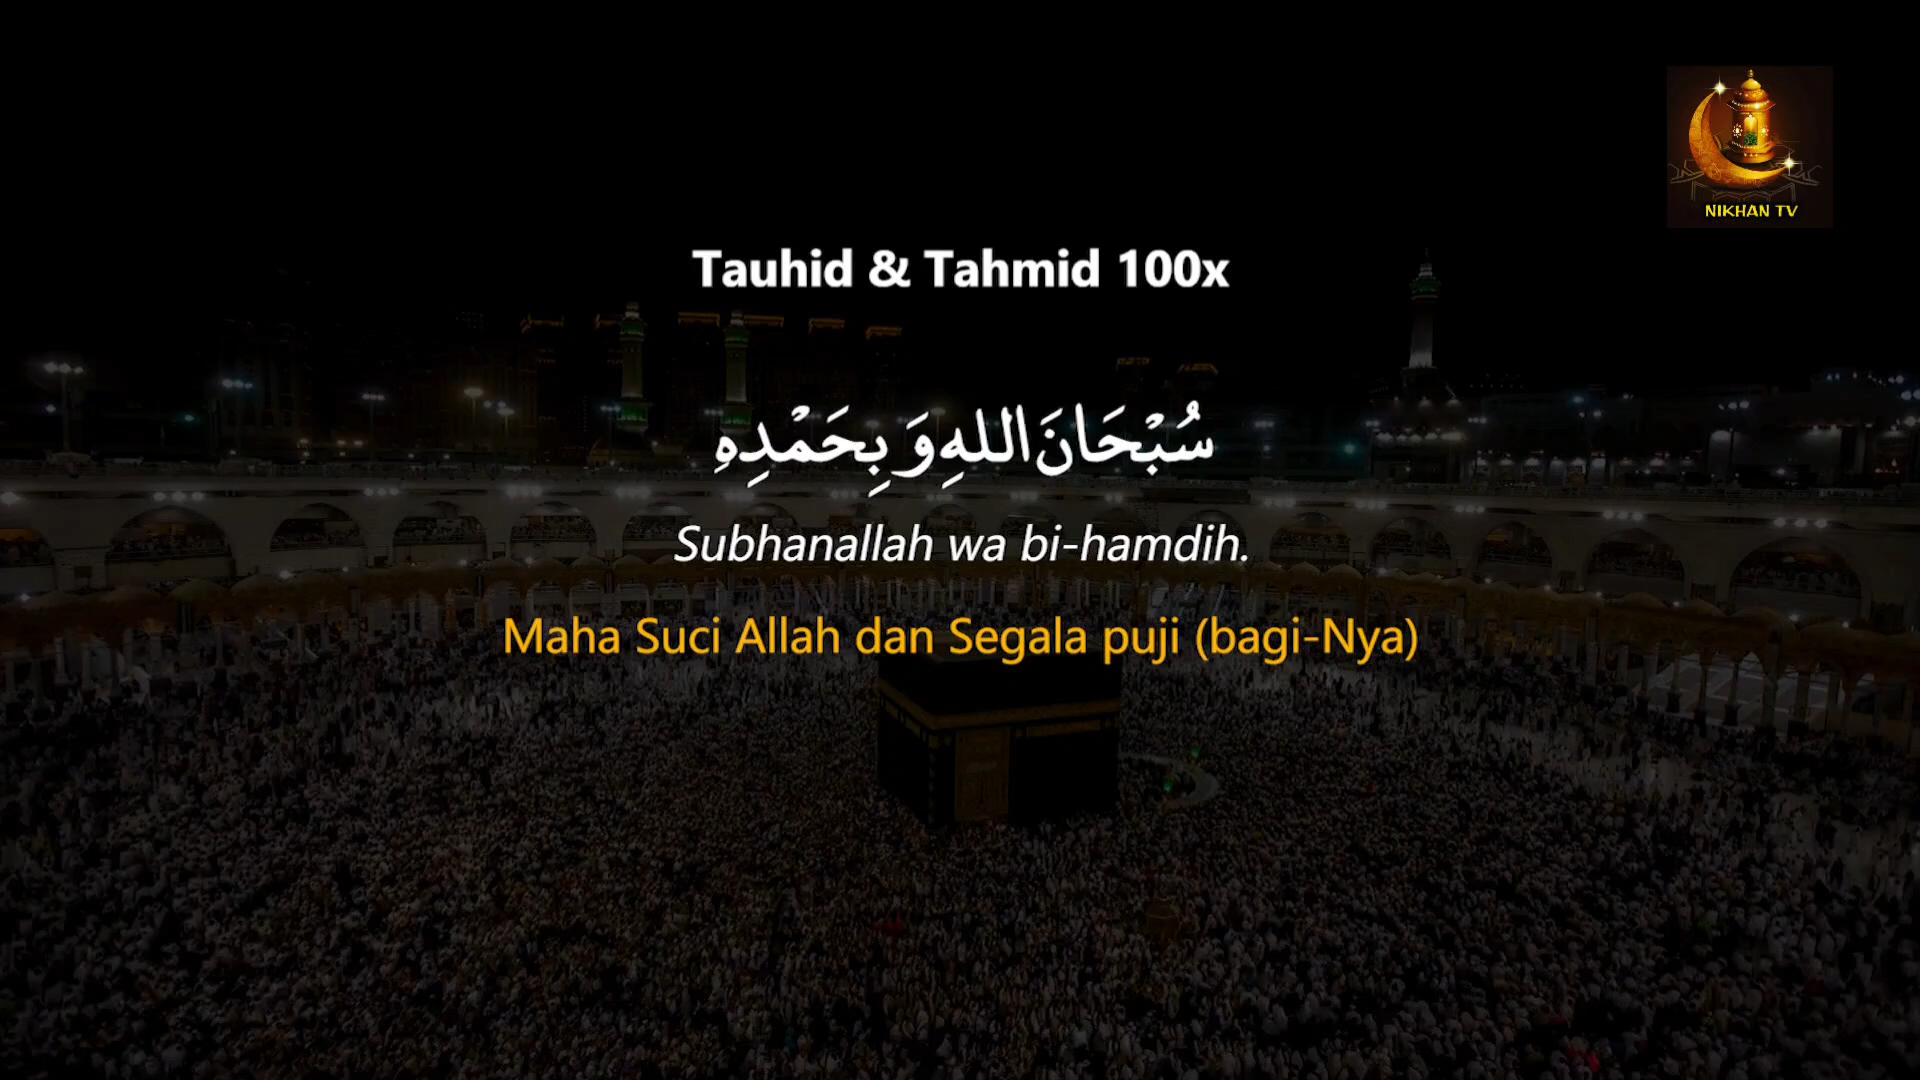 NIKHAN TV
Tauhid & Tahmid 100x
سُبْحَانَ اللهِ وَ بِحَمْدِهِ
Subhanallah wa bi-hamdih.
Maha Suci Allah dan Segala puji (bagi-Nya)